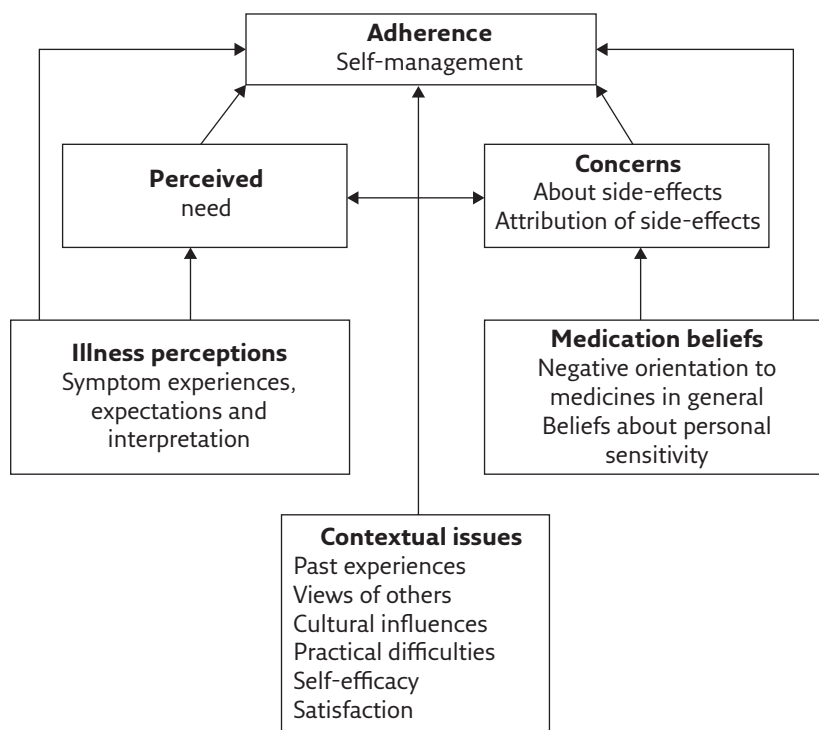 Adherence
Self-management
Perceived
need
Concerns
About side-effects
Attribution of side-effects
Illness perceptions
Symptom experiences,
expectations and
interpretation
Medication beliefs
Negative orientation to
medicines in general
Beliefs about personal
sensitivity
Contextual issues
Past experiences
Views of others
Cultural influences
Practical difficulties
Self-efficacy
Satisfaction